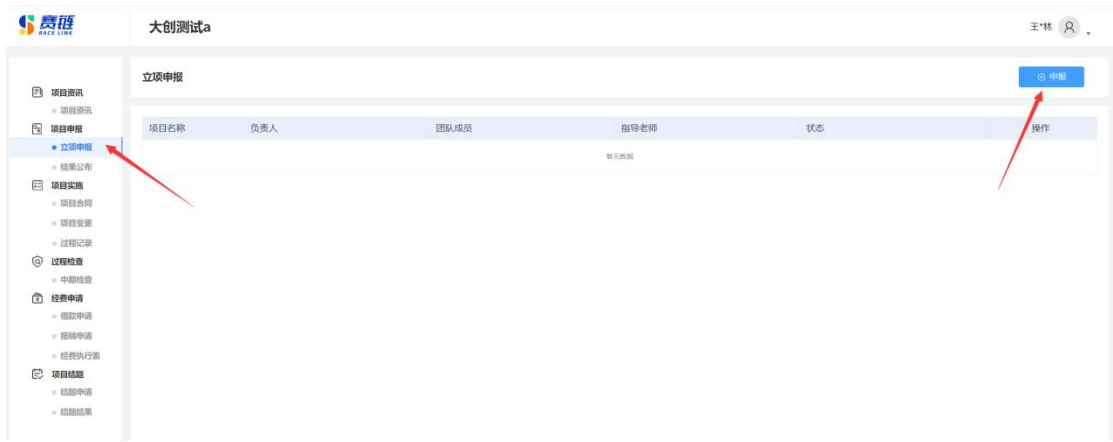 赛链
RACE LINK
大创测试a
王*林
立项申报
申报
项目资讯
项目资讯
项目申报
立项申报
结果公布
项目实施
项目合同
项目变更
过程记录
过程检查
中期检查
经费申请
借款申请
报销申请
经费执行表
项目结题
结题申请
结题结果
项目名称 负责人 团队成员 指导老师 状态 操作
暂无数据